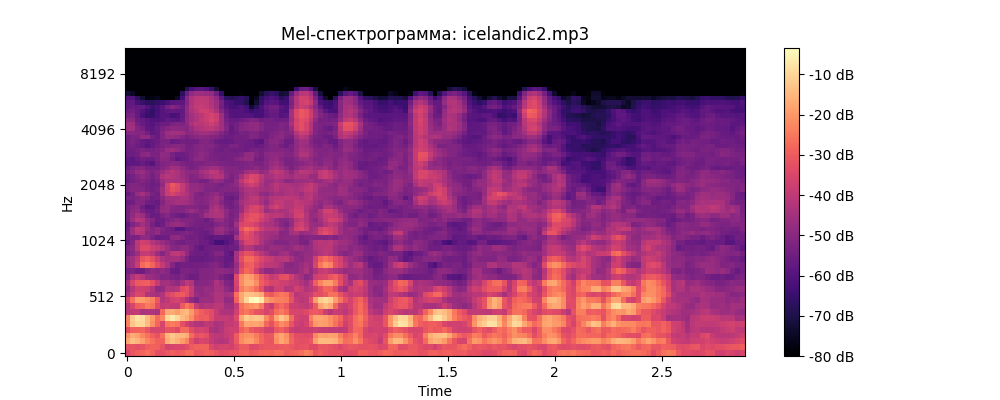 Mel-спектрограмма: icelandic2.mp3
8192
4096
2048
1024
512
0
Hz
0
0.5
1
1.5
2
2.5
Time
-10 dB
-20 dB
-30 dB
-40 dB
-50 dB
-60 dB
-70 dB
-80 dB